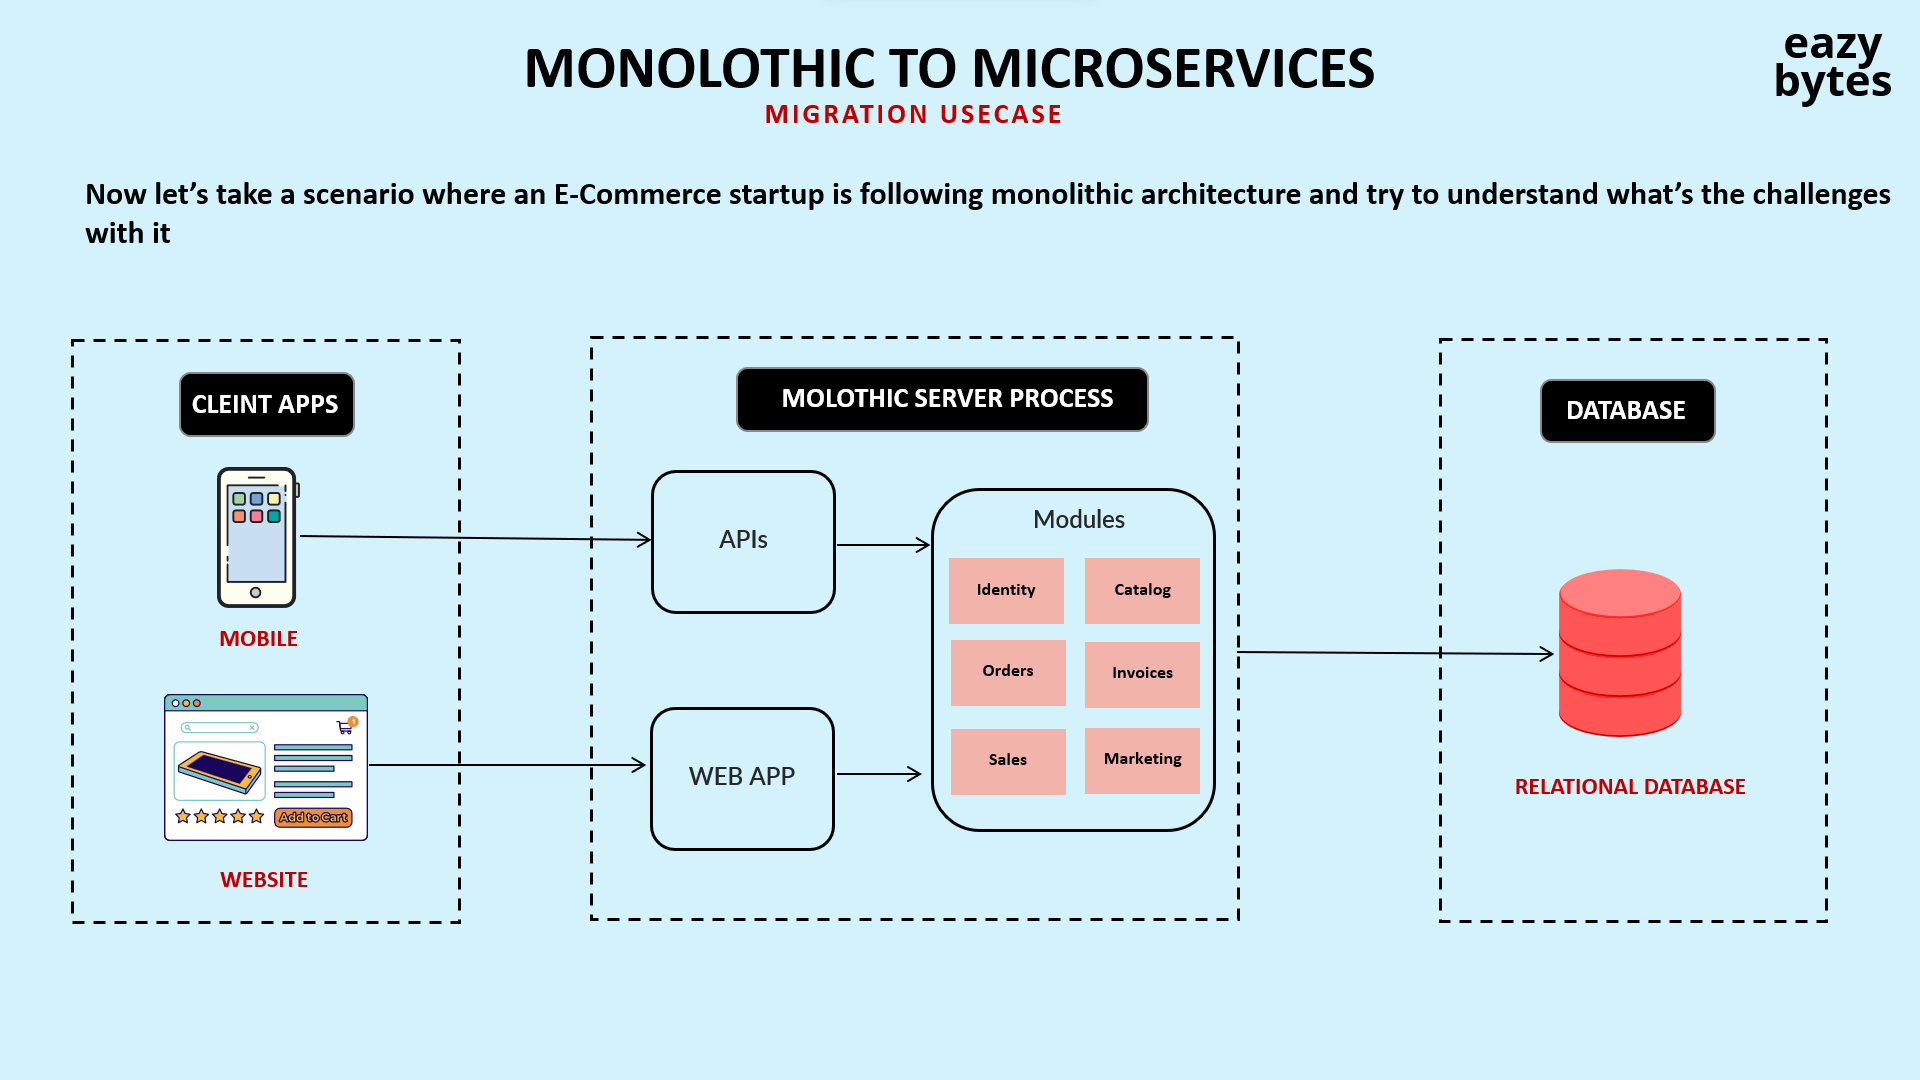 MONOLOTHIC TO MICROSERVICES
MIGRATION USECASE
eazy
bytes
Now let’s take a scenario where an E-Commerce startup is following monolithic architecture and try to understand what’s the challenges
with it
CLEINT APPS
MOBILE
Add to Cart
1
WEBSITE
MOLOTHIC SERVER PROCESS
APIs
WEB APP
Modules
Identity
Catalog
Orders
Invoices
Sales
Marketing
DATABASE
RELATIONAL DATABASE